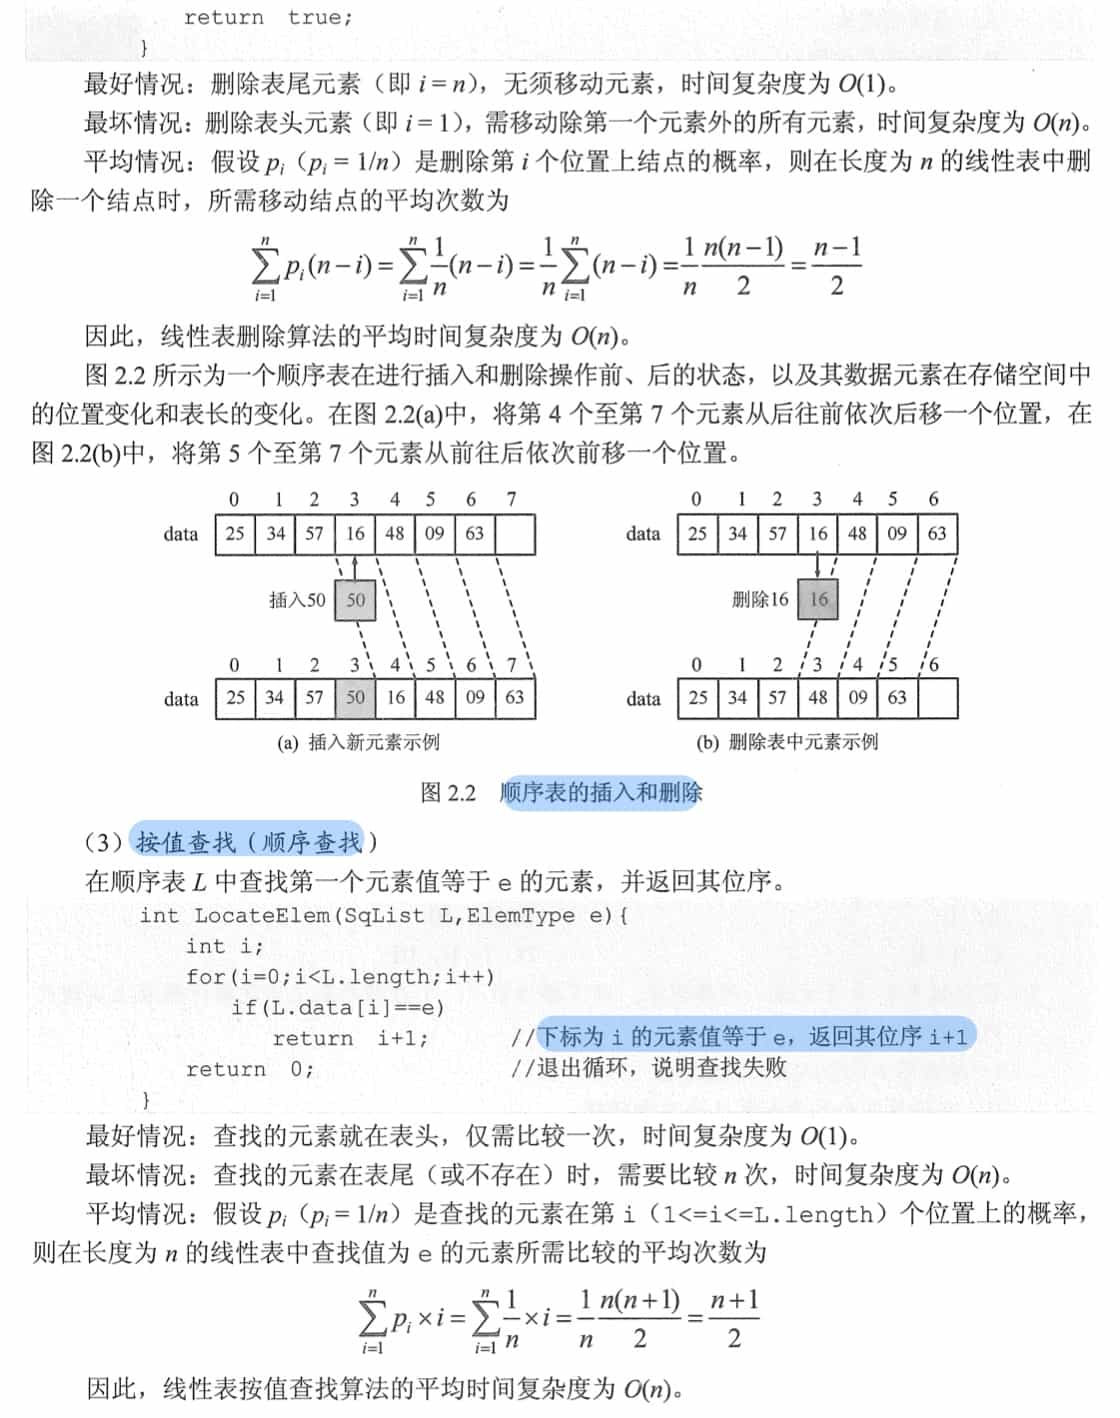 return true;
}
最好情况：删除表尾元素（即 i = n），无须移动元素，时间复杂度为 O(1)。
最坏情况：删除表头元素（即 i = 1），需移动除第一个元素外的所有元素，时间复杂度为 O(n)。
平均情况：假设 pᵢ（pᵢ = 1/n）是删除第 i 个位置上结点的概率，则在长度为 n 的线性表中删
除一个结点时，所需移动结点的平均次数为
\sum_{i=1}^{n} p_i(n-i) = \sum_{i=1}^{n} \frac{1}{n}(n-i) = \frac{1}{n} \sum_{i=1}^{n}(n-i) = \frac{1}{n} \frac{n(n-1)}{2} = \frac{n-1}{2}
因此，线性表删除算法的平均时间复杂度为 O(n)。
图 2.2 所示为一个顺序表在进行插入和删除操作前、后的状态，以及其数据元素在存储空间中
的位置变化和表长的变化。在图 2.2(a)中，将第 4 个至第 7 个元素从后往前依次后移一个位置，在
图 2.2(b)中，将第 5 个至第 7 个元素从前往后依次前移一个位置。
0 1 2 3 4 5 6 7
data 25 34 57 16 48 09 63
插入50 50
0 1 2 3 4 5 6 7
data 25 34 57 50 16 48 09 63
(a) 插入新元素示例
0 1 2 3 4 5 6
data 25 34 57 16 48 09 63
删除16 16
0 1 2 3 4 5 6
data 25 34 57 48 09 63
(b) 删除表中元素示例
图 2.2 顺序表的插入和删除
（3）按值查找（顺序查找）
在顺序表 L 中查找第一个元素值等于 e 的元素，并返回其位序。
int LocateElem(SqList L,ElemType e){
int i;
for(i=0;i<L.length;i++)
if(L.data[i]==e)
return i+1; //下标为 i 的元素值等于 e，返回其位序 i+1
return 0; //退出循环，说明查找失败
}
最好情况：查找的元素就在表头，仅需比较一次，时间复杂度为 O(1)。
最坏情况：查找的元素在表尾（或不存在）时，需要比较 n 次，时间复杂度为 O(n)。
平均情况：假设 pᵢ（pᵢ = 1/n）是查找的元素在第 i（1<=i<=L.length）个位置上的概率，
则在长度为 n 的线性表中查找值为 e 的元素所需比较的平均次数为
\sum_{i=1}^{n} p_i × i = \sum_{i=1}^{n} \frac{1}{n} × i = \frac{1}{n} \frac{n(n+1)}{2} = \frac{n+1}{2}
因此，线性表按值查找算法的平均时间复杂度为 O(n)。